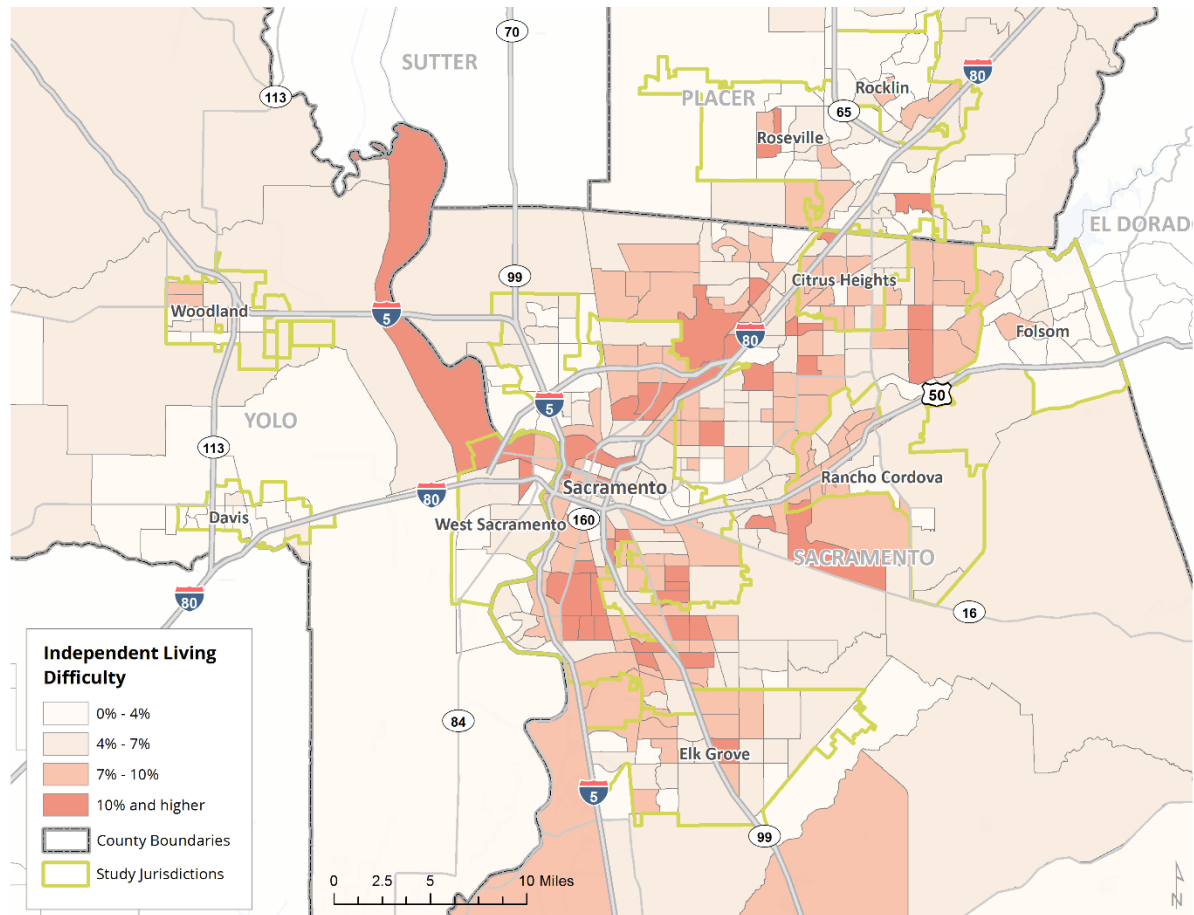 70
SUTTER
80
113
PLACER
Rocklin
65
Roseville
EL DORADO
99
Citrus Heights
Woodland
5
80
Folsom
50
5
YOLO
113
Rancho Cordova
Sacramento
80
Davis
West Sacramento
160
SACRAMENTO
80
16
Independent Living
Difficulty
0% - 4%
4% - 7%
7% - 10%
10% and higher
County Boundaries
Study Jurisdictions
84
Elk Grove
5
99
0 2.5 5 10 Miles
N